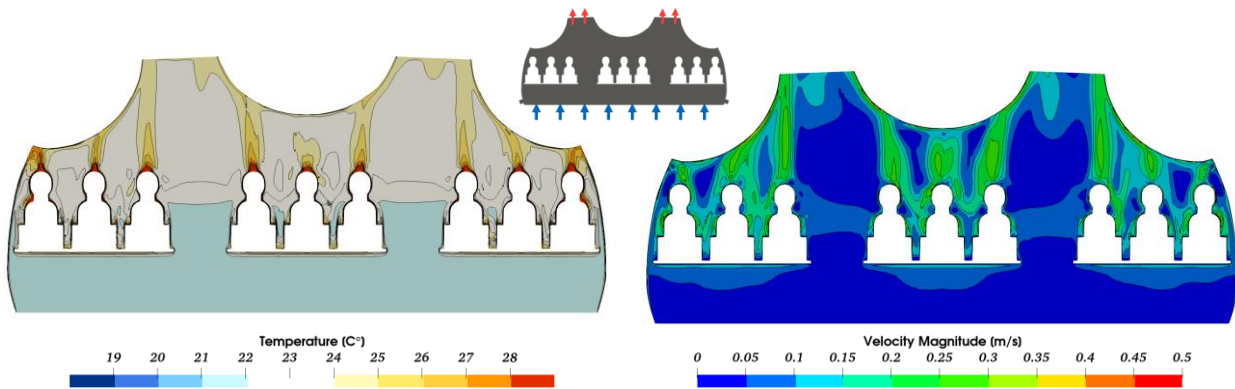 Temperature (C°)
19 20 21 22 23 24 25 26 27 28
Velocity Magnitude (m/s)
0 0.05 0.1 0.15 0.2 0.25 0.3 0.35 0.4 0.45 0.5